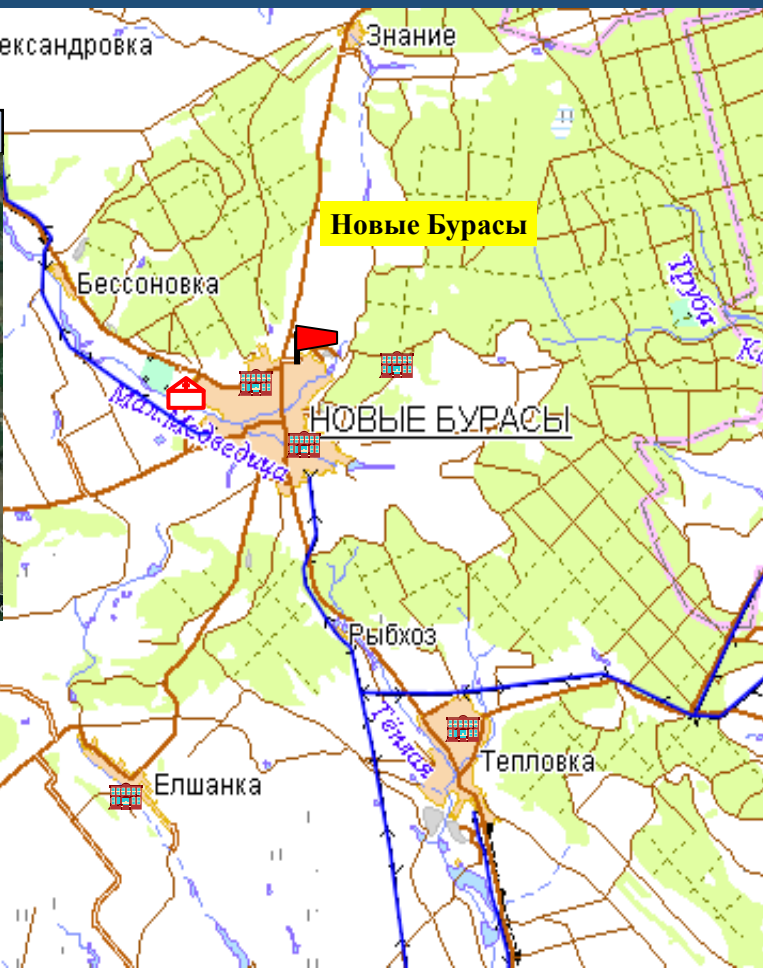 ександровка
Знание
Новые Бурасы
Труба
Бессоновка
НОВЫЕ БУРАСЫ
Мал.Медведица
Рыбхоз
Тёплая
Тепловка
Елшанка